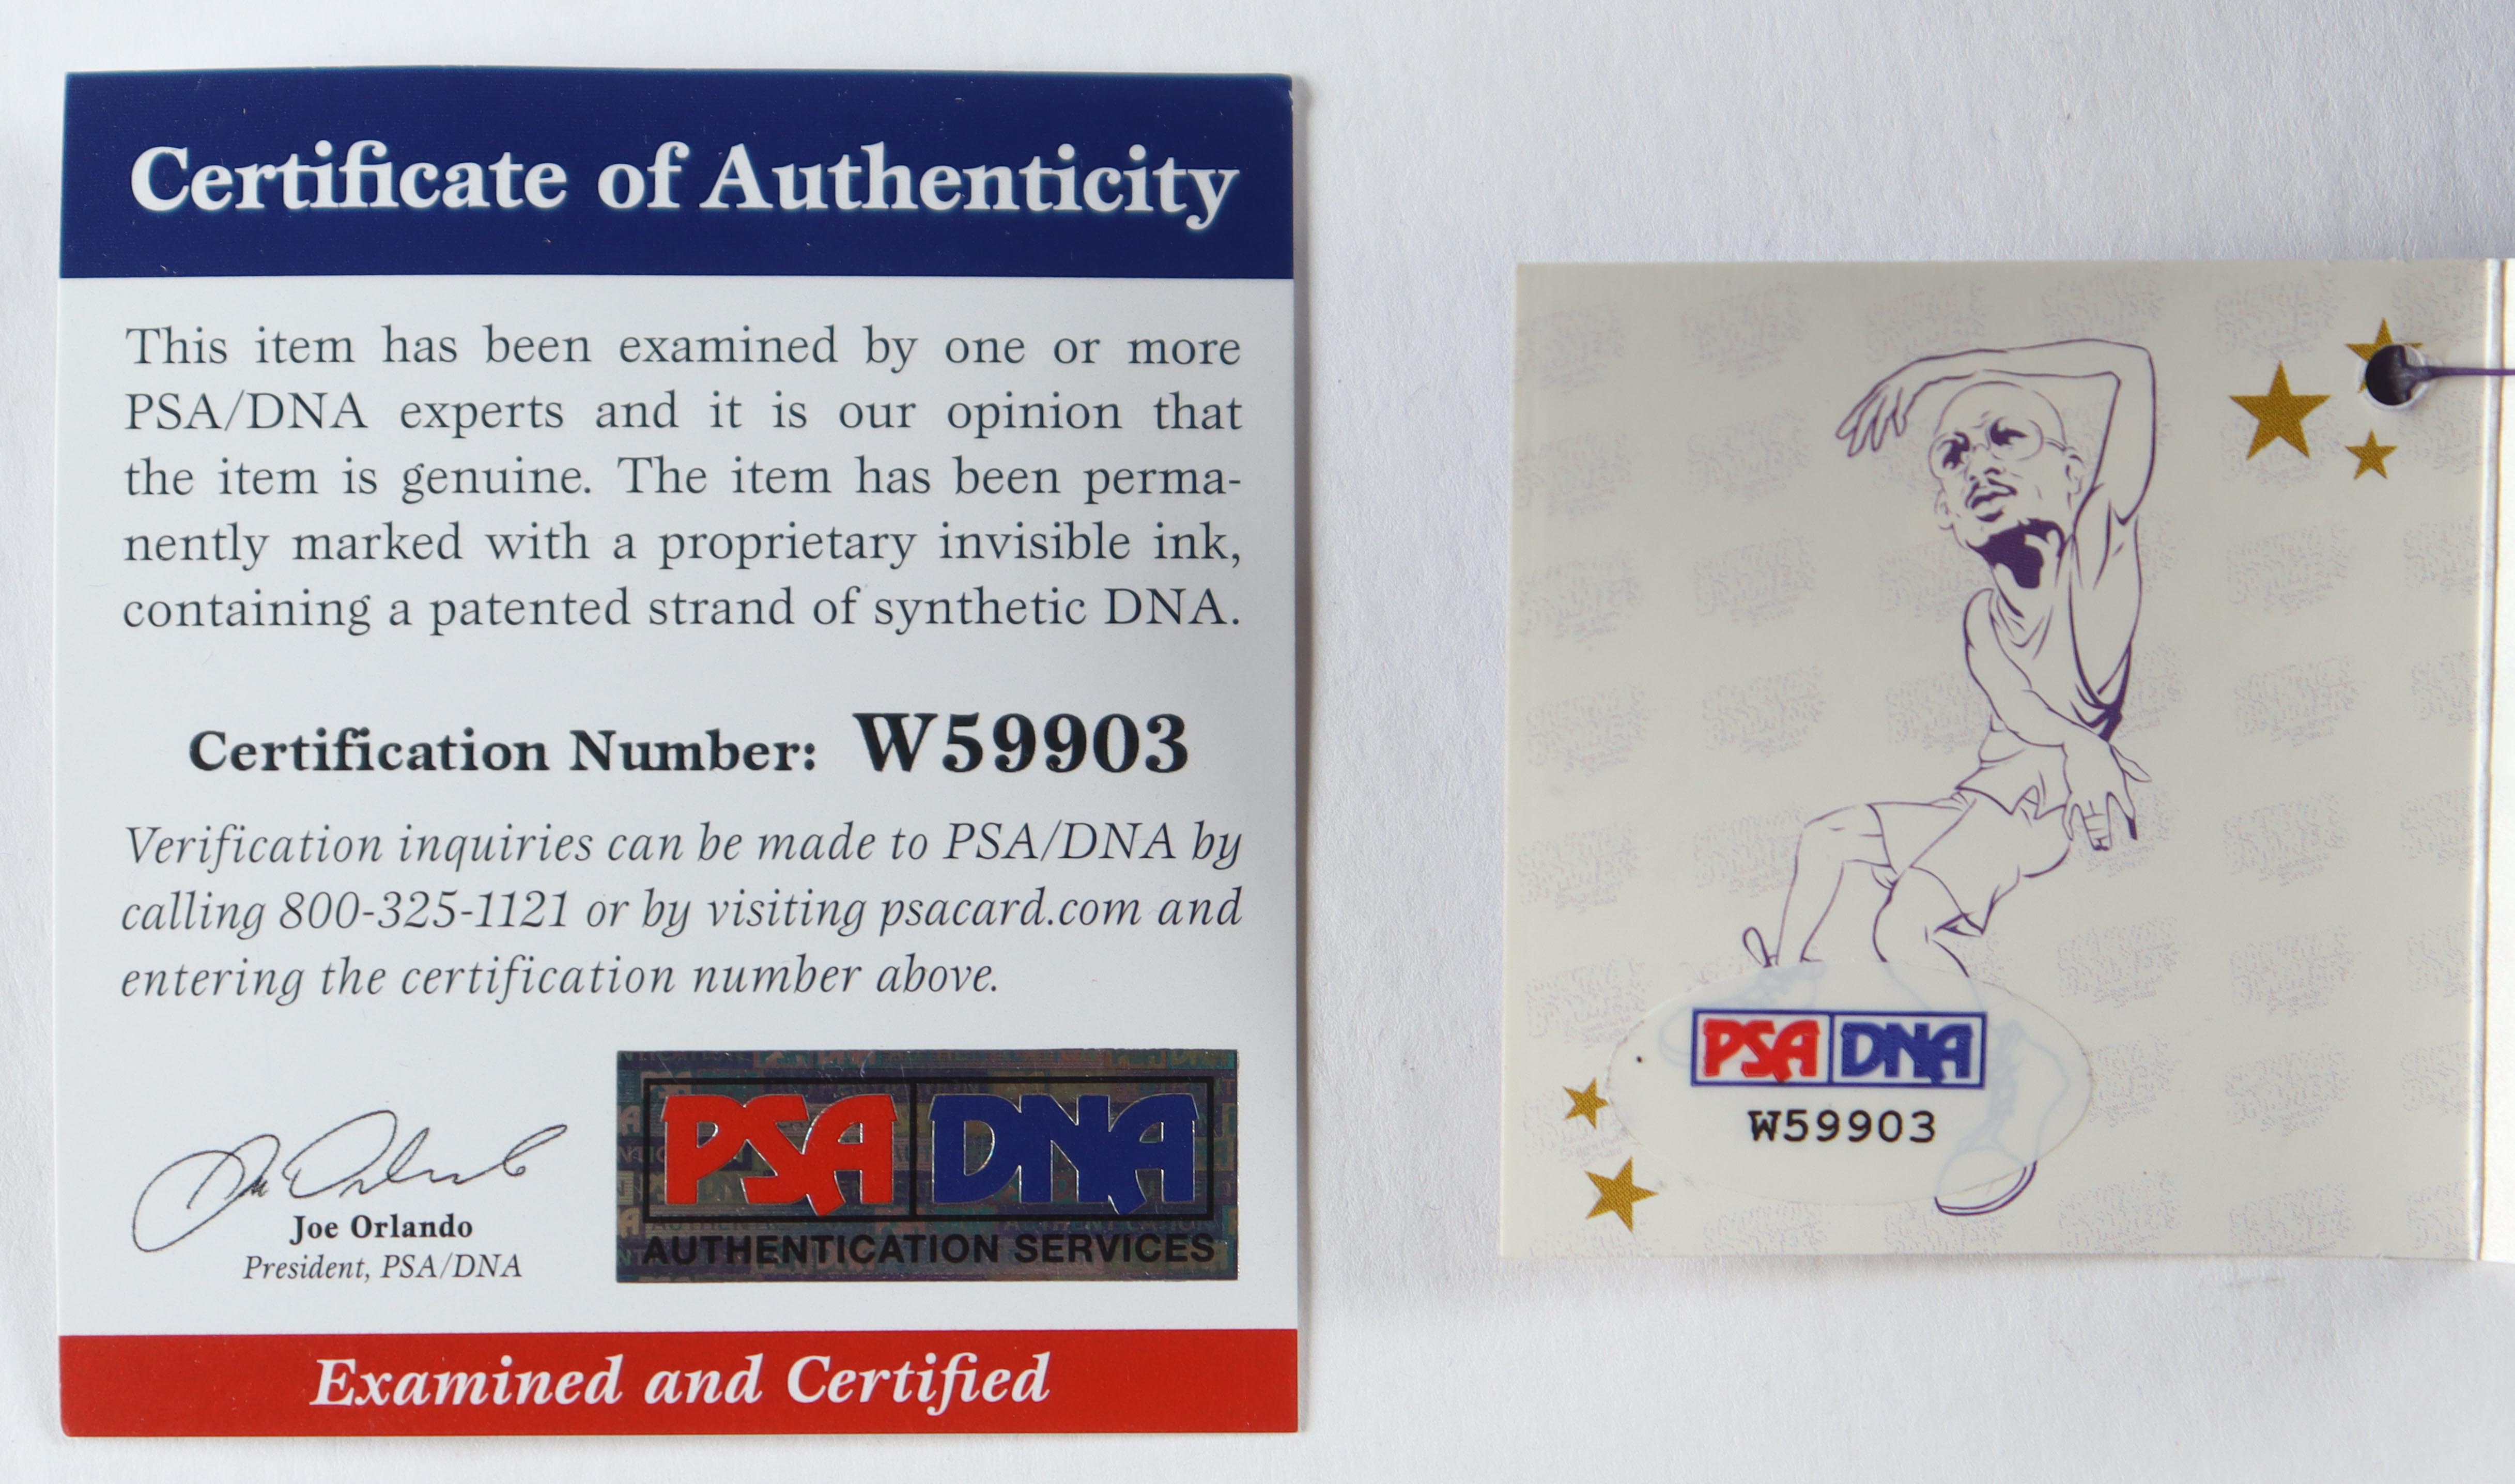 Certificate of Authenticity
This item has been examined by one or more
PSA/DNA experts and it is our opinion that
the item is genuine. The item has been perma-
nently marked with a proprietary invisible ink,
containing a patented strand of synthetic DNA.
Certification Number: W59903
Verification inquiries can be made to PSA/DNA by
calling 800-325-1121 or by visiting psacard.com and
entering the certification number above.
Joe Orlando
President, PSA/DNA
PSA DNA
AUTHENTICATION SERVICES
Examined and Certified
PSA DNA
W59903